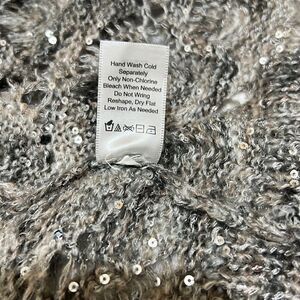 Hand Wash Cold
Separately
Only Non-Chlorine
Bleach When Needed
Do Not Wring
Reshape, Dry Flat
Low Iron As Needed